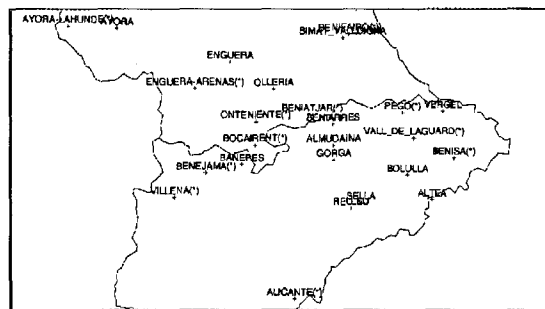 AYORA-LAHUNDE(*)
AYORA
SIMAT_VALLDIGNA
ENGUERA
ENGUERA-ARENAS(*)
OLLERIA
BENIATJAR(*)
PEGO(*)
VERGEL
ONTENIENTE(*)
BENIARRES
BOCAIRENT(*)
ALMUDAINA
VALL_DE_LAGUARD(*)
GORGA
BENISA(*)
BENEJAMA(*)
BAÑERES
BOLULLA
VILLENA(*)
SELLA
RELLEU
ALTEA
ALICANTE(*)